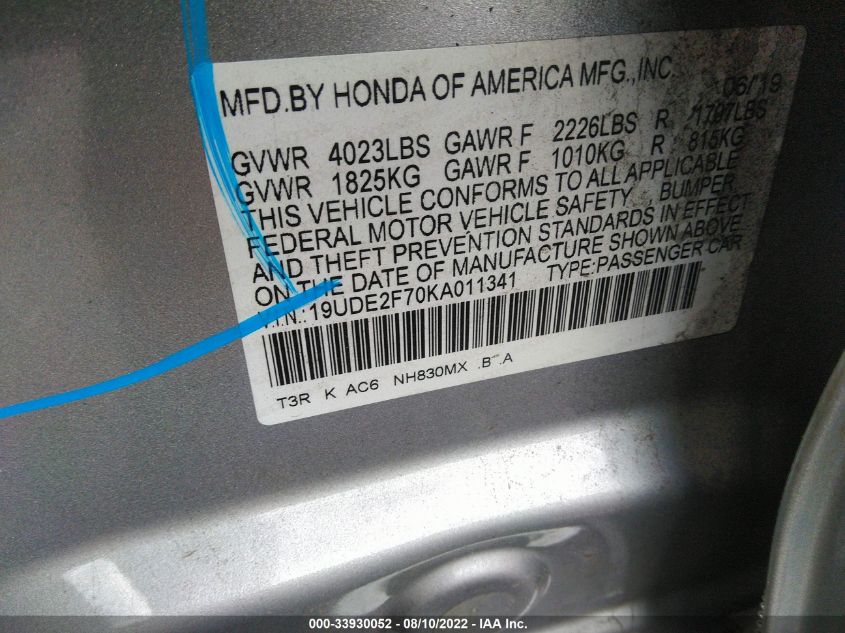 MFD.BY HONDA OF AMERICA MFG.,INC. 06/19
GVWR 4023LBS GAWR F 2226LBS R 1797LBS
GVWR 1825KG GAWR F 1010KG R 815KG
THIS VEHICLE CONFORMS TO ALL APPLICABLE
FEDERAL MOTOR VEHICLE SAFETY , BUMPER
AND THEFT PREVENTION STANDARDS IN EFFECT
ON THE DATE OF MANUFACTURE SHOWN ABOVE
V.I.N.: 19UDE2F70KA011341 TYPE:PASSENGER CAR
T3R K AC6 NH830MX .B .A
000-33930052 - 08/10/2022 - IAA Inc.